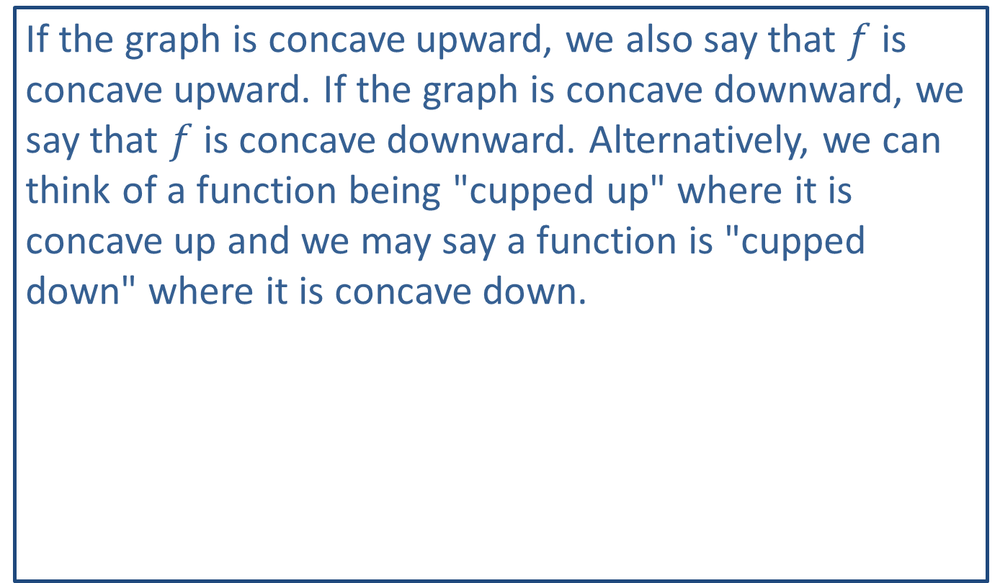 If the graph is concave upward, we also say that f is
concave upward. If the graph is concave downward, we
say that f is concave downward. Alternatively, we can
think of a function being "cupped up" where it is
concave up and we may say a function is "cupped
down" where it is concave down.